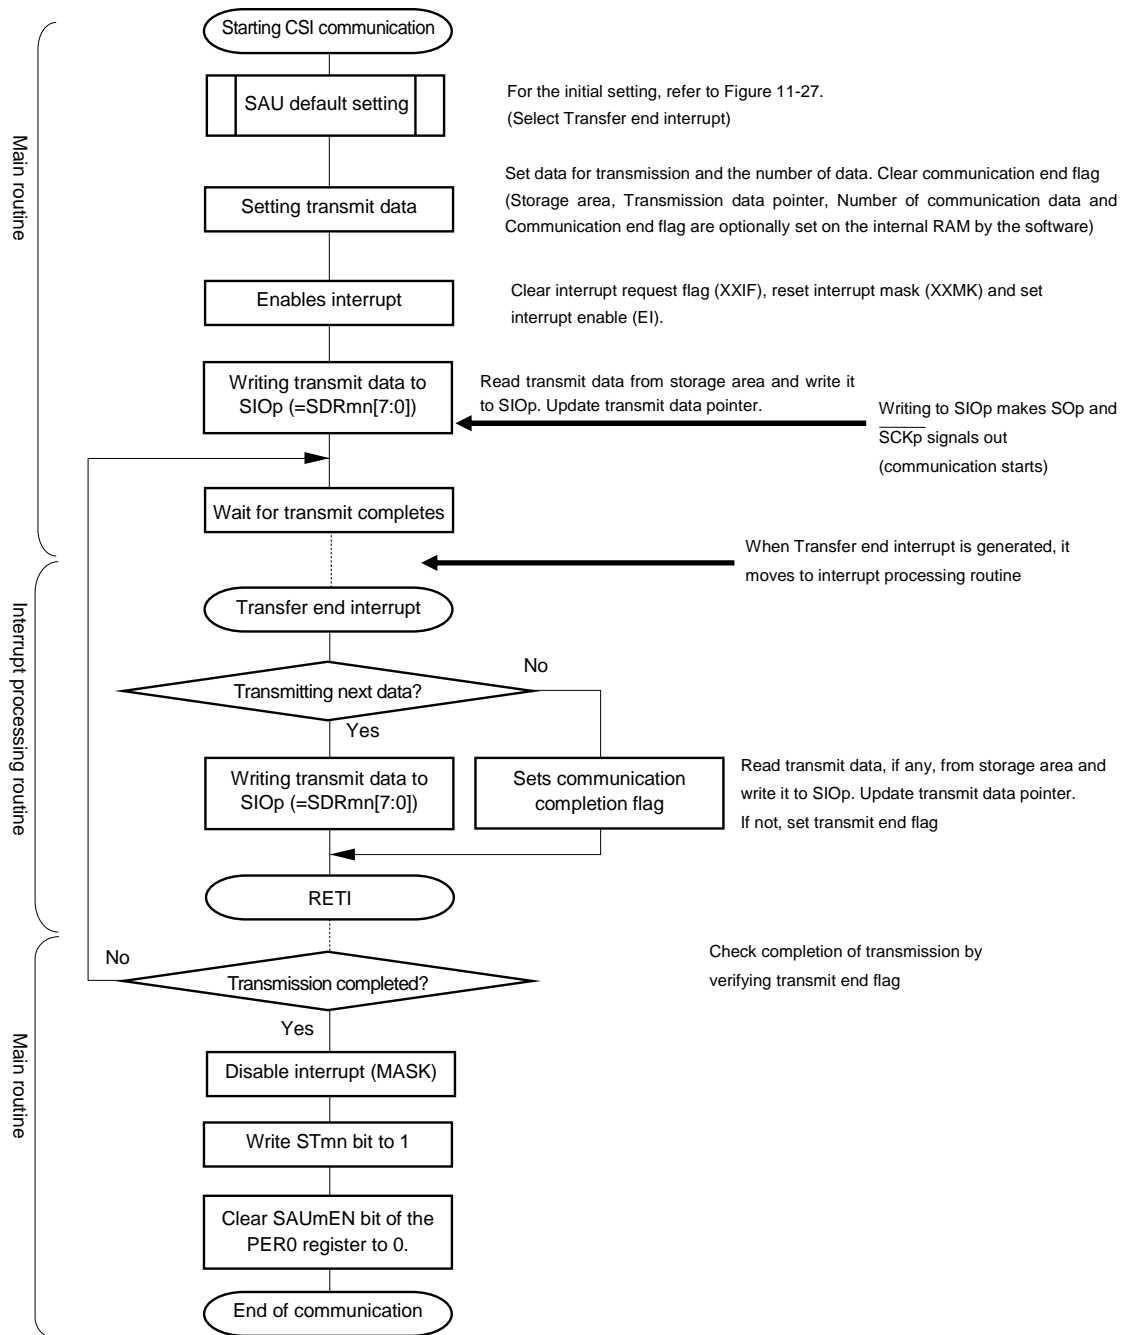 Starting CSI communication
Main routine
SAU default setting
For the initial setting, refer to Figure 11-27.
(Select Transfer end interrupt)
Setting transmit data
Set data for transmission and the number of data. Clear communication end flag
(Storage area, Transmission data pointer, Number of communication data and
Communication end flag are optionally set on the internal RAM by the software)
Enables interrupt
Clear interrupt request flag (XXIF), reset interrupt mask (XXMK) and set
interrupt enable (EI).
Writing transmit data to
SIOp (=SDRmn[7:0])
Read transmit data from storage area and write it
to SIOp. Update transmit data pointer.
Writing to SIOp makes SOp and
SCKp signals out
(communication starts)
Wait for transmit completes
When Transfer end interrupt is generated, it
moves to interrupt processing routine
Interrupt processing routine
Transfer end interrupt
No
Transmitting next data?
Yes
Writing transmit data to
SIOp (=SDRmn[7:0])
Sets communication
completion flag
Read transmit data, if any, from storage area and
write it to SIOp. Update transmit data pointer.
If not, set transmit end flag
RETI
No
Transmission completed?
Check completion of transmission by
verifying transmit end flag
Yes
Main routine
Disable interrupt (MASK)
Write STmn bit to 1
Clear SAUmEN bit of the
PER0 register to 0.
End of communication